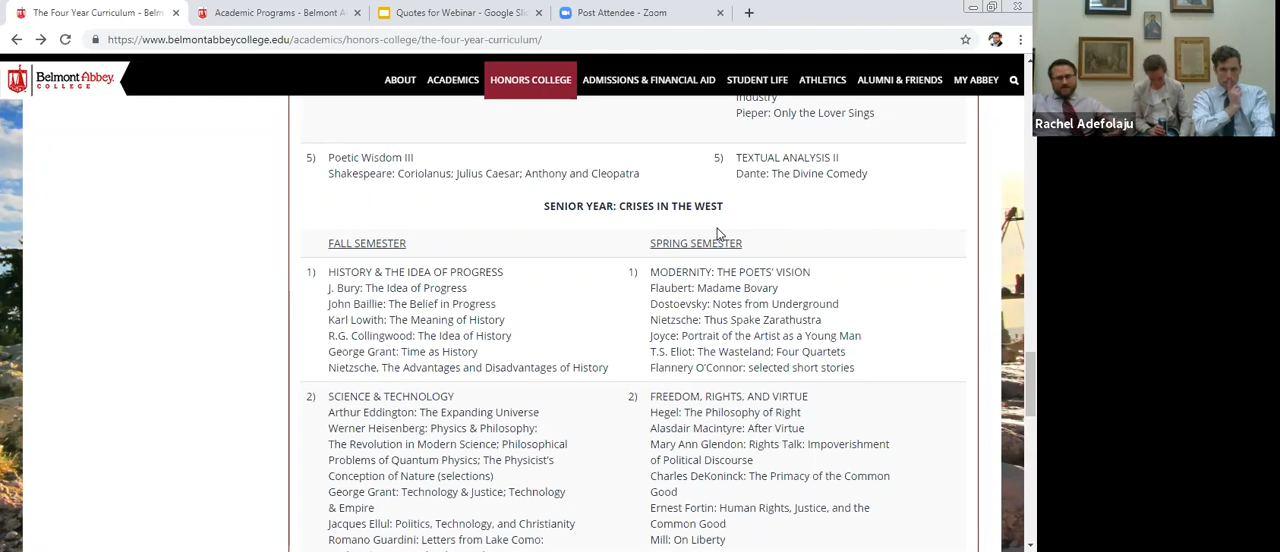 The Four Year Curriculum - Belm
Academic Programs - Belmont A
Quotes for Webinar - Google Slid
Post Attendee - Zoom
https://www.belmontabbeycollege.edu/academics/honors-college/the-four-year-curriculum/
Belmont Abbey
COLLEGE
ABOUT ACADEMICS HONORS COLLEGE ADMISSIONS & FINANCIAL AID STUDENT LIFE ATHLETICS ALUMNI & FRIENDS MY ABBEY
Rachel Adefolaju
Industry
Pieper: Only the Lover Sings
5) Poetic Wisdom III
Shakespeare: Coriolanus; Julius Caesar; Anthony and Cleopatra
5) TEXTUAL ANALYSIS II
Dante: The Divine Comedy
SENIOR YEAR: CRISES IN THE WEST
FALL SEMESTER
1) HISTORY & THE IDEA OF PROGRESS
J. Bury: The Idea of Progress
John Baillie: The Belief in Progress
Karl Lowith: The Meaning of History
R.G. Collingwood: The Idea of History
George Grant: Time as History
Nietzsche, The Advantages and Disadvantages of History
2) SCIENCE & TECHNOLOGY
Arthur Eddington: The Expanding Universe
Werner Heisenberg: Physics & Philosophy:
The Revolution in Modern Science; Philosophical
Problems of Quantum Physics; The Physicist's
Conception of Nature (selections)
George Grant: Technology & Justice; Technology
& Empire
Jacques Ellul: Politics, Technology, and Christianity
Romano Guardini: Letters from Lake Como:
SPRING SEMESTER
1) MODERNITY: THE POETS' VISION
Flaubert: Madame Bovary
Dostoevsky: Notes from Underground
Nietzsche: Thus Spake Zarathustra
Joyce: Portrait of the Artist as a Young Man
T.S. Eliot: The Wasteland; Four Quartets
Flannery O'Connor: selected short stories
2) FREEDOM, RIGHTS, AND VIRTUE
Hegel: The Philosophy of Right
Alasdair Macintyre: After Virtue
Mary Ann Glendon: Rights Talk: Impoverishment
of Political Discourse
Charles DeKoninck: The Primacy of the Common
Good
Ernest Fortin: Human Rights, Justice, and the
Common Good
Mill: On Liberty